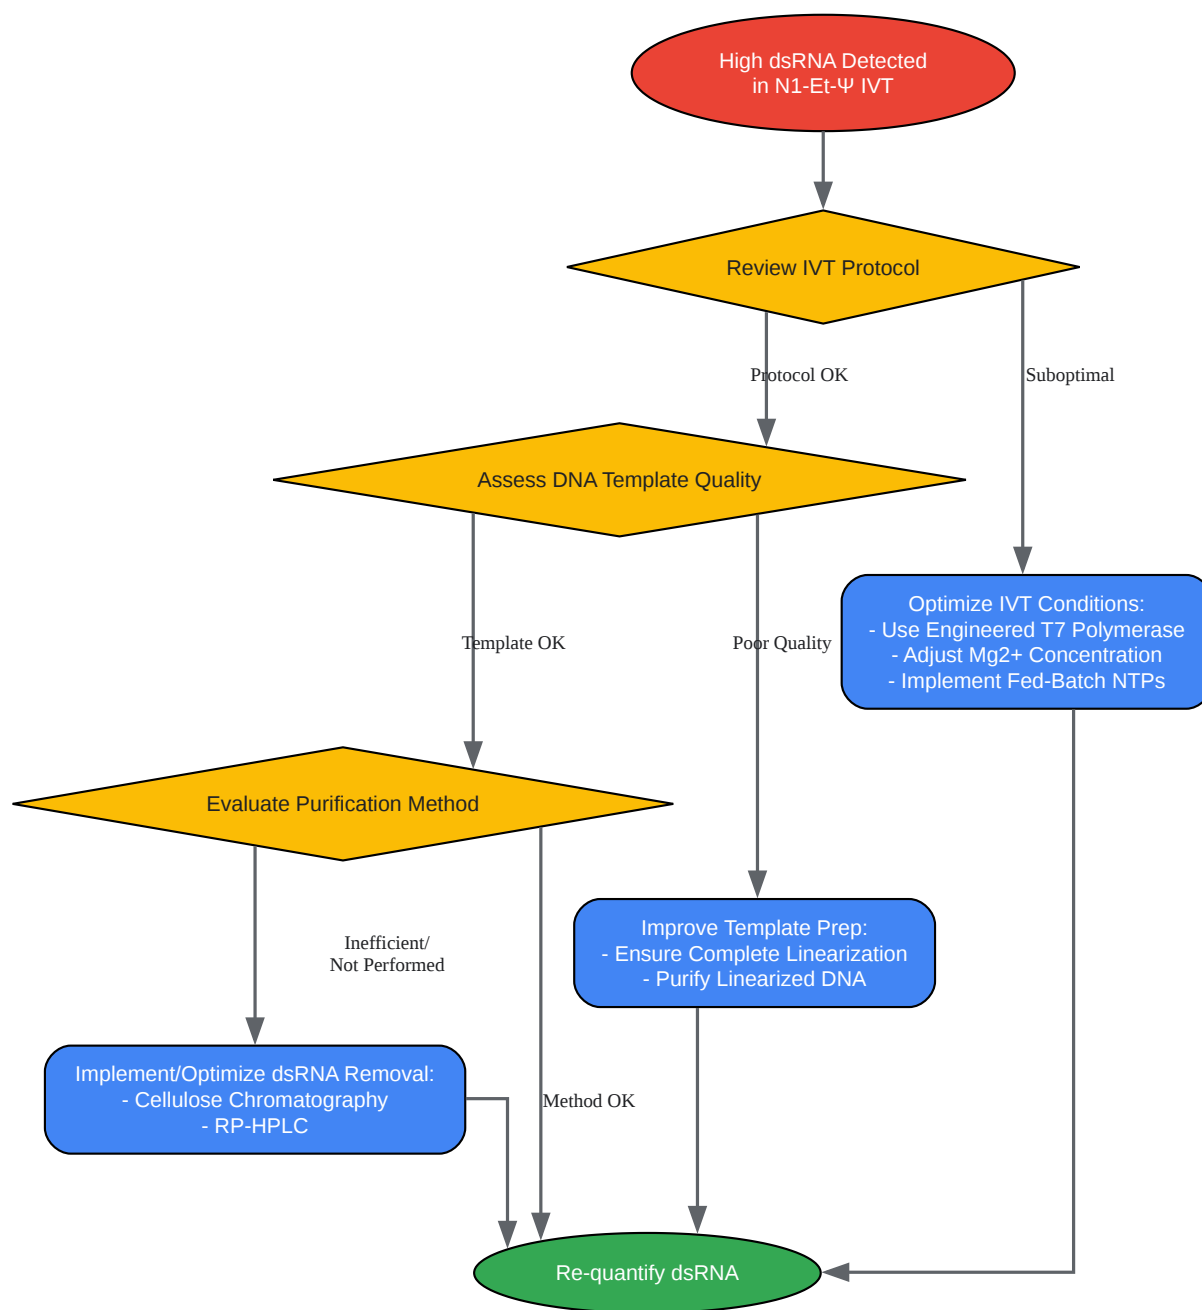 High dsRNA Detected
in N1-Et-Ψ IVT
Review IVT Protocol
Protocol OK
Suboptimal
Assess DNA Template Quality
Optimize IVT Conditions:
- Use Engineered T7 Polymerase
- Adjust Mg2+ Concentration
- Implement Fed-Batch NTPs
Template OK
Poor Quality
Evaluate Purification Method
Improve Template Prep:
- Ensure Complete Linearization
- Purify Linearized DNA
Inefficient/
Not Performed
Implement/Optimize dsRNA Removal:
- Cellulose Chromatography
- RP-HPLC
Method OK
Re-quantify dsRNA